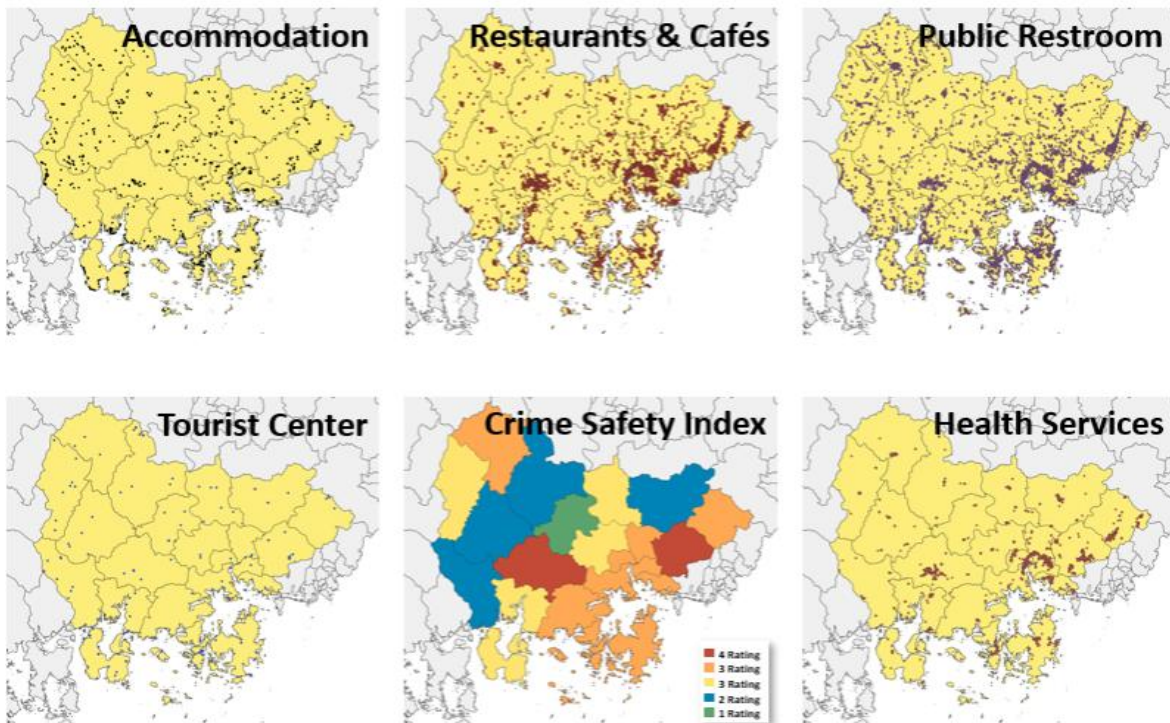 Accommodation
Restaurants & Cafés
Public Restroom
Tourist Center
Crime Safety Index
Health Services
4 Rating
3 Rating
3 Rating
2 Rating
1 Rating